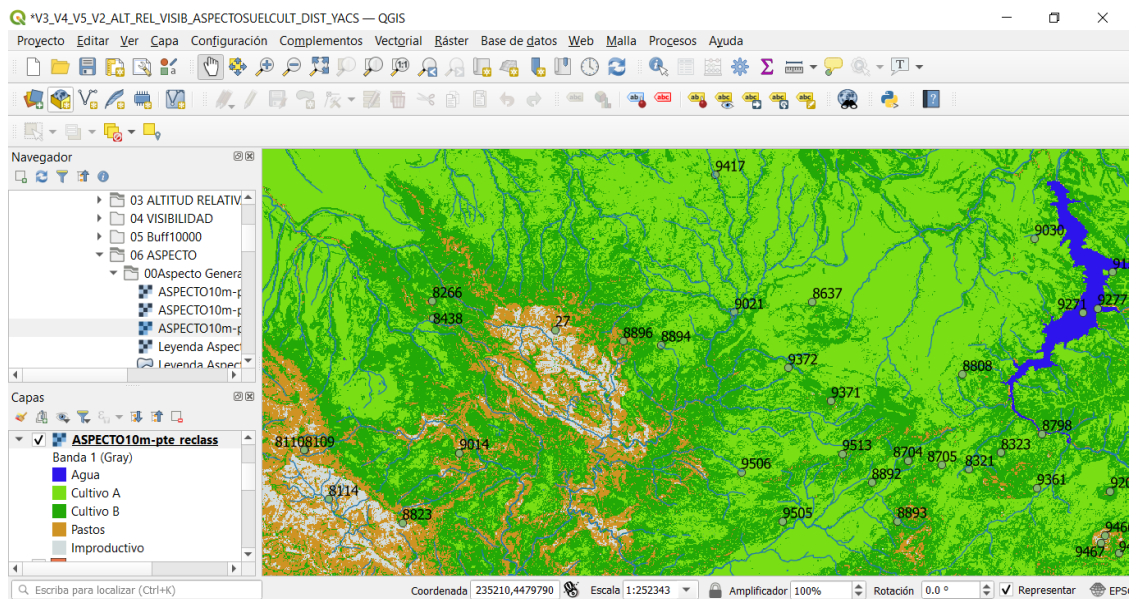 *V3_V4_V5_V2_ALT_REL_VISIB_ASPECTOSUELCULT_DIST_YACS — QGIS
Proyecto Editar Ver Capa Configuración Complementos Vectorial Ráster Base de datos Web Malla Procesos Ayuda
Navegador
03 ALTITUD RELATIV
04 VISIBILIDAD
05 Buff10000
06 ASPECTO
00Aspecto Genera
ASPECTO10m-p
ASPECTO10m-p
ASPECTO10m-p
Leyenda Aspec
Leyenda Aspec
Capas
ASPECTO10m-pte reclass
Banda 1 (Gray)
Agua
Cultivo A
Cultivo B
Pastos
Improductivo
9417
9030
8266
8637
9021
9271
9277
8438
27
8896
8894
9372
8808
9371
8798
81108109
9014
9513
8704
8705
8321
8323
9506
8892
9361
8114
8823
9505
8893
9467
Escriba para localizar (Ctrl+K)
Coordenada 235210,4479790 Escala 1:252343 Amplificador 100% Rotación 0.0 ° Representar EPS